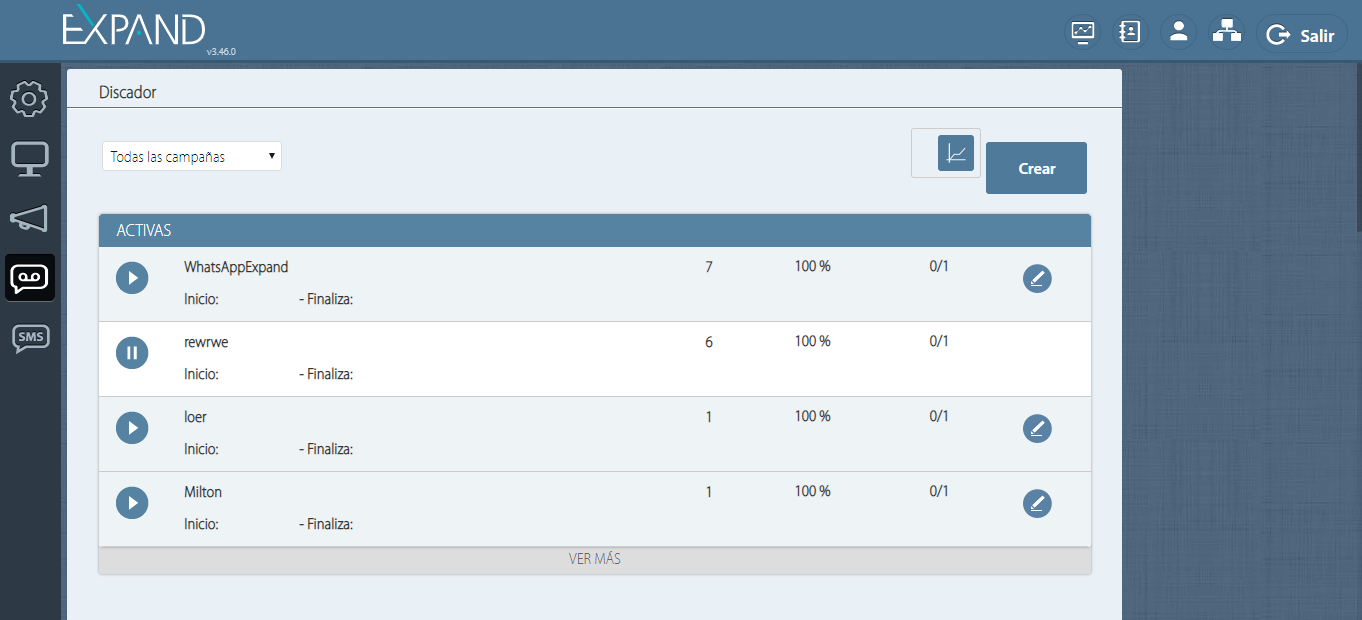 EXPAND
v3.46.0
Salir
Discador
Todas las campañas
Crear
ACTIVAS
WhatsAppExpand 7 100 % 0/1
Inicio: - Finaliza:
rewrwe 6 100 % 0/1
Inicio: - Finaliza:
loer 1 100 % 0/1
Inicio: - Finaliza:
Milton 1 100 % 0/1
Inicio: - Finaliza:
VER MÁS
SMS